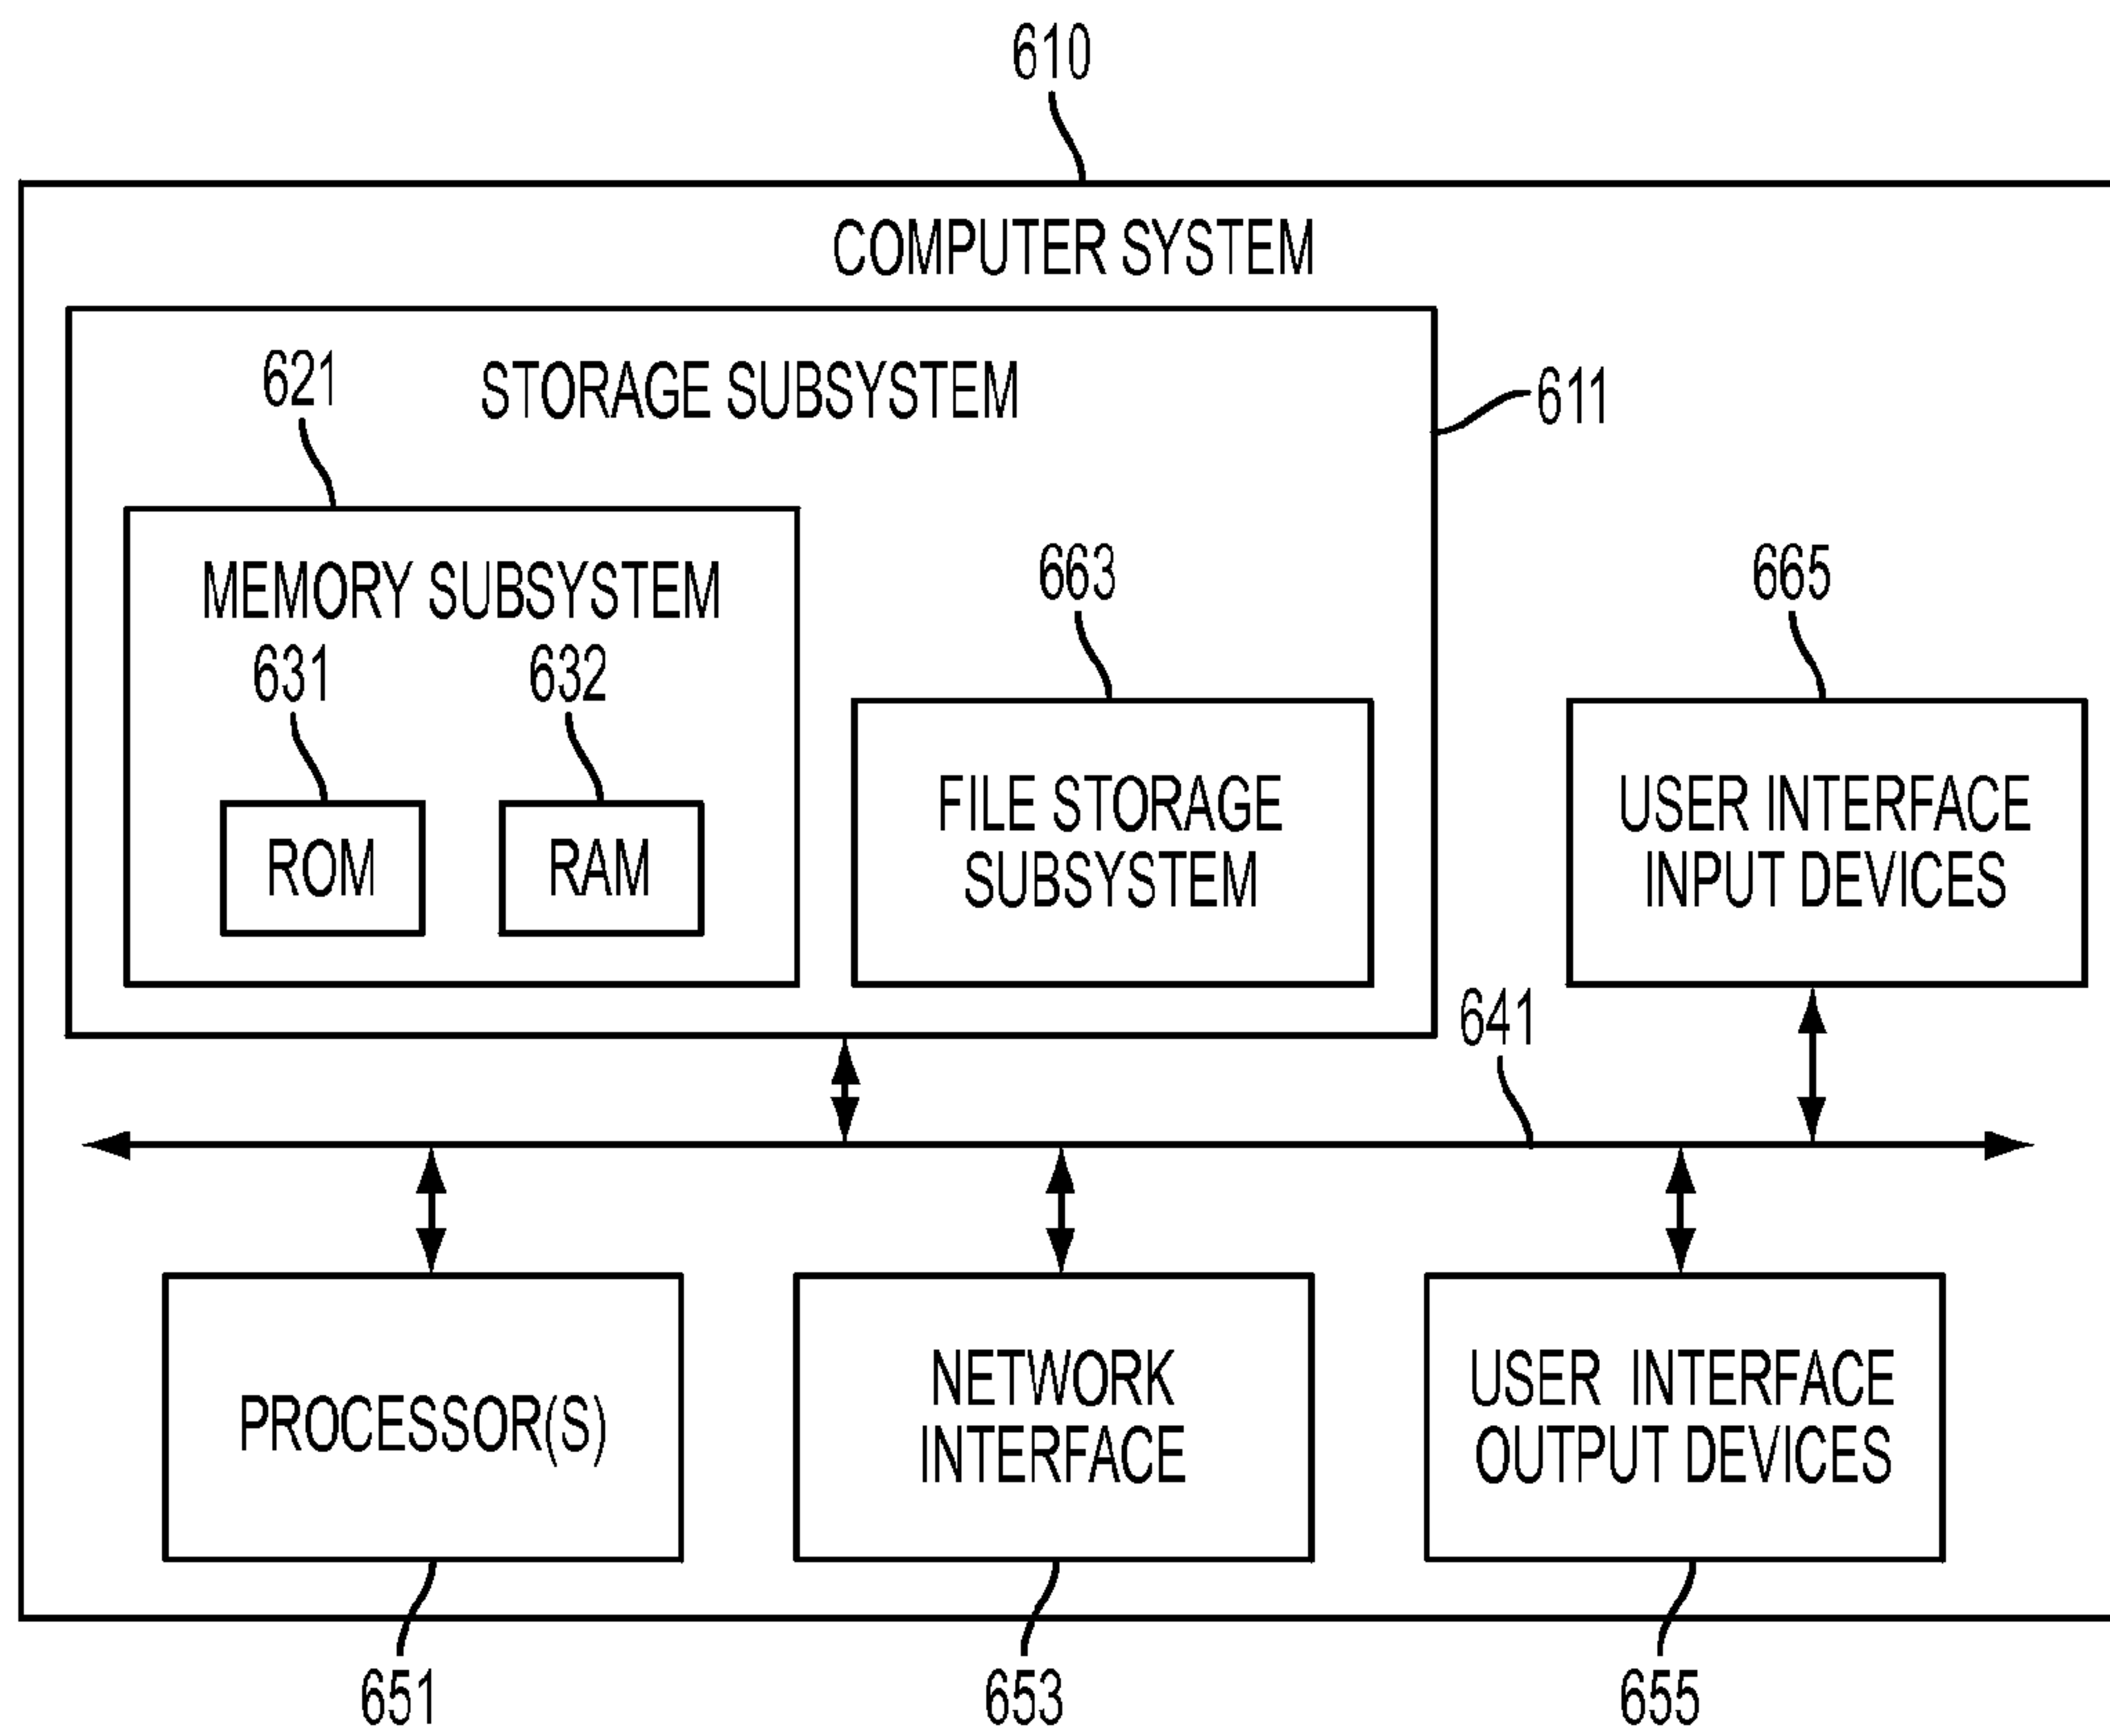 610
COMPUTER SYSTEM
621
STORAGE SUBSYSTEM
611
MEMORY SUBSYSTEM
663
665
631
632
ROM
RAM
FILE STORAGE
SUBSYSTEM
USER INTERFACE
INPUT DEVICES
641
PROCESSOR(S)
NETWORK
INTERFACE
USER INTERFACE
OUTPUT DEVICES
651
653
655